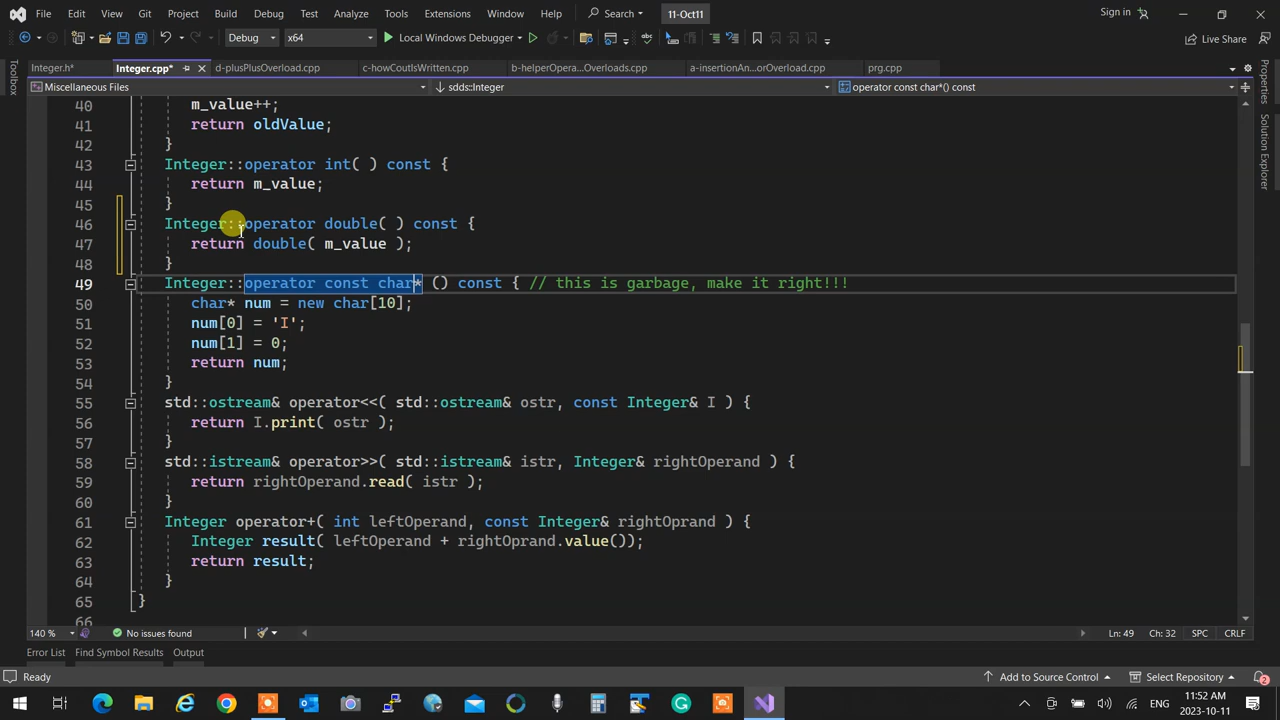 File Edit View Git Project Build Debug Test Analyze Tools Extensions Window Help Search 11-Oct11 Sign in
Debug x64 Local Windows Debugger Live Share
Integer.h* Integer.cpp* d-plusPlusOverload.cpp c-howCoutIsWritten.cpp b-helperOpera...Overloads.cpp a-insertionAn...orOverload.cpp prg.cpp
Miscellaneous Files sdds::Integer operator const char*() const
Toolbox
Properties
Solution Explorer
40 m_value++;
41 return oldValue;
42 }
43 Integer::operator int( ) const {
44 return m_value;
45 }
46 Integer::operator double( ) const {
47 return double( m_value );
48 }
49 Integer::operator const char* () const { // this is garbage, make it right!!!
50 char* num = new char[10];
51 num[0] = 'I';
52 num[1] = 0;
53 return num;
54 }
55 std::ostream& operator<<( std::ostream& ostr, const Integer& I ) {
56 return I.print( ostr );
57 }
58 std::istream& operator>>( std::istream& istr, Integer& rightOperand ) {
59 return rightOperand.read( istr );
60 }
61 Integer operator+( int leftOperand, const Integer& rightOprand ) {
62 Integer result( leftOperand + rightOprand.value());
63 return result;
64 }
65 }
66
140 % No issues found Ln: 49 Ch: 32 SPC CRLF
Error List Find Symbol Results Output
Ready Add to Source Control Select Repository 2
ENG 11:52 AM
2023-10-11